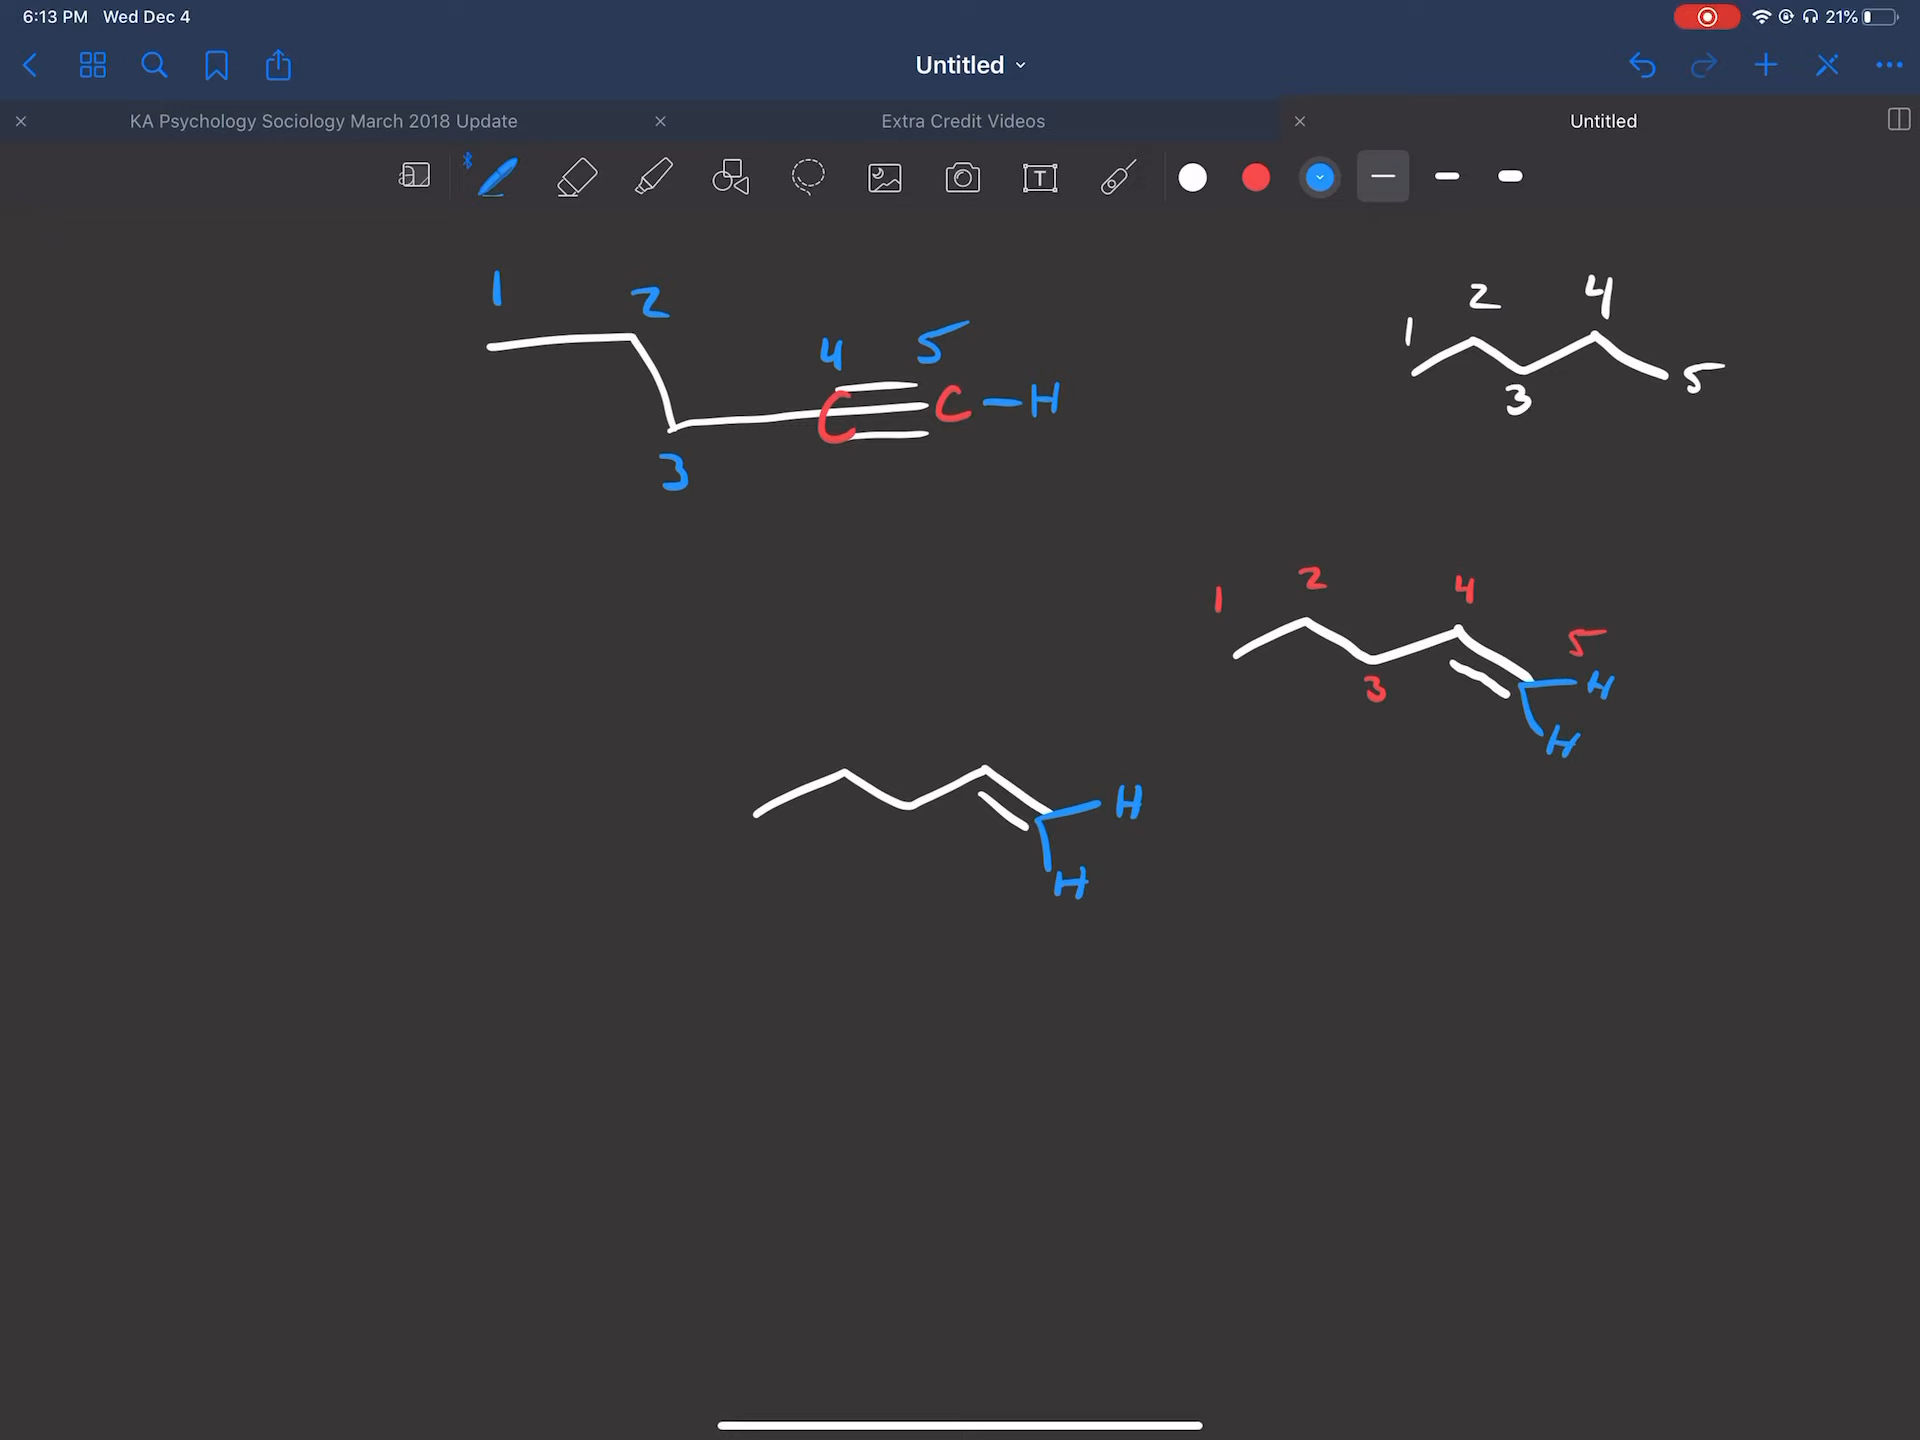 6:13 PM Wed Dec 4
21%
Untitled
KA Psychology Sociology March 2018 Update
Extra Credit Videos
Untitled
T
1 2
4 5
C C - H
3
1 2 4
3 5
1 2 4
5
3
H
H
H
H